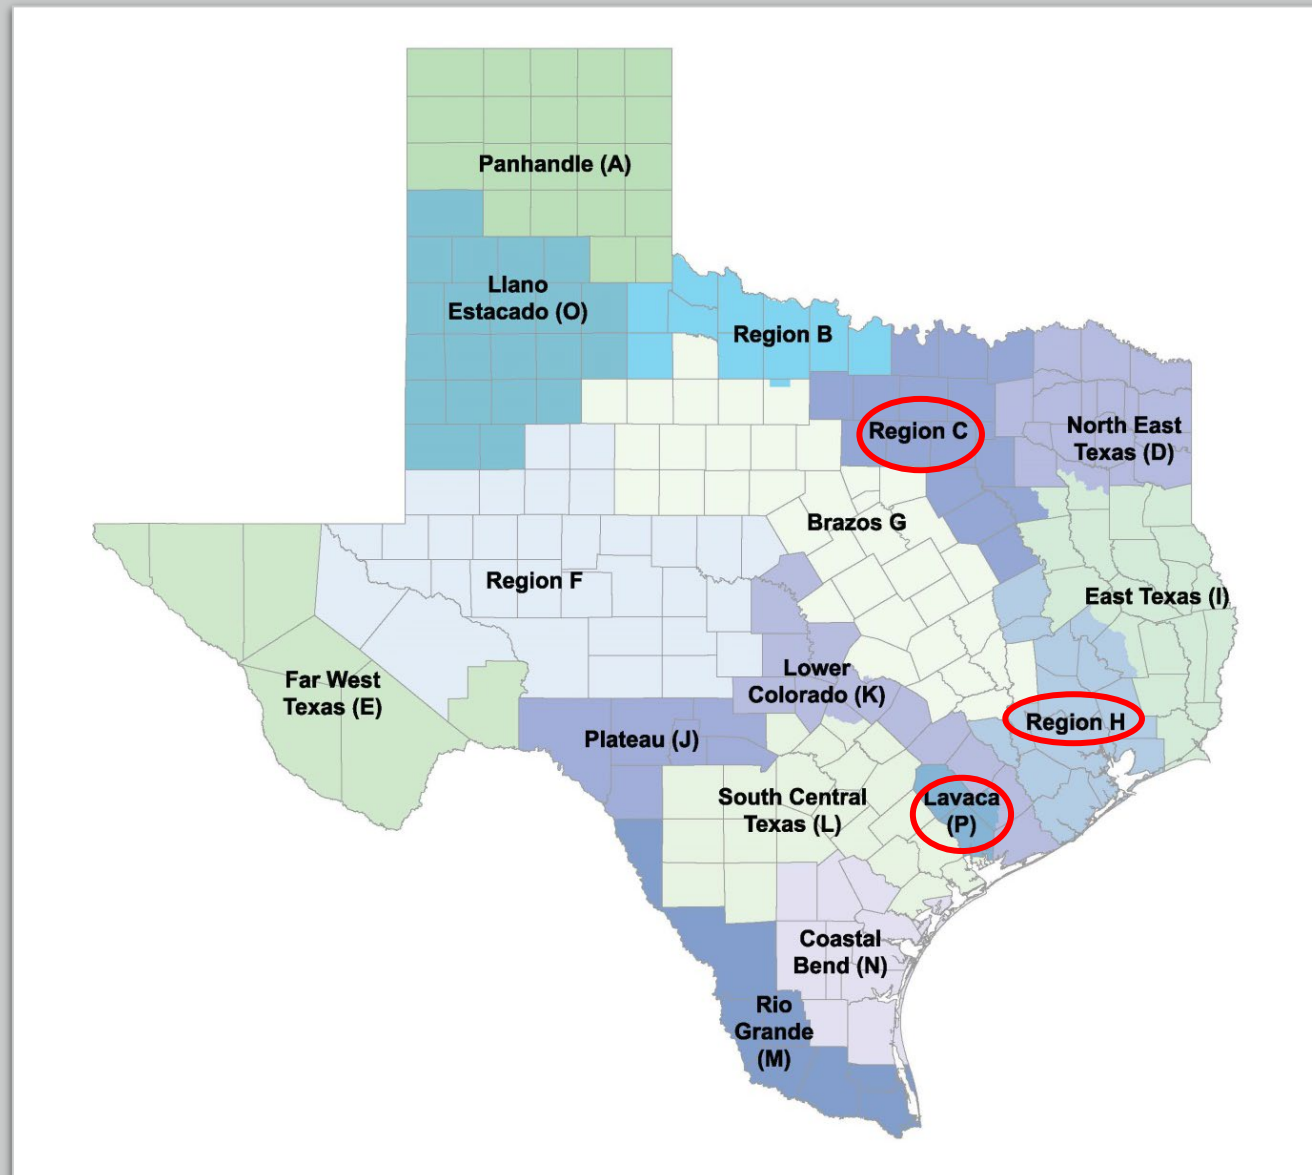 Panhandle (A)
Llano
Estacado (O)
Region B
Region C
North East
Texas (D)
Brazos G
Region F
East Texas (I)
Far West
Texas (E)
Lower
Colorado (K)
Region H
Plateau (J)
South Central
Texas (L)
Lavaca
(P)
Coastal
Bend (N)
Rio
Grande
(M)